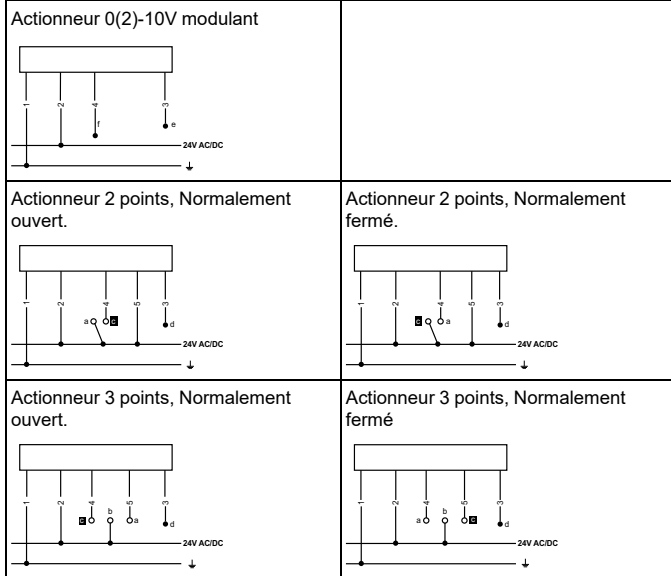 Actionneur 0(2)-10V modulant
1 2 4 3
f e
24V AC/DC
Actionneur 2 points, Normalement
ouvert.
1 2 4 5 3
a c d
24V AC/DC
Actionneur 2 points, Normalement
fermé.
1 2 4 5 3
c a d
24V AC/DC
Actionneur 3 points, Normalement
ouvert.
1 2 4 5 3
b
c a d
24V AC/DC
Actionneur 3 points, Normalement
fermé
1 2 4 5 3
b
a c d
24V AC/DC